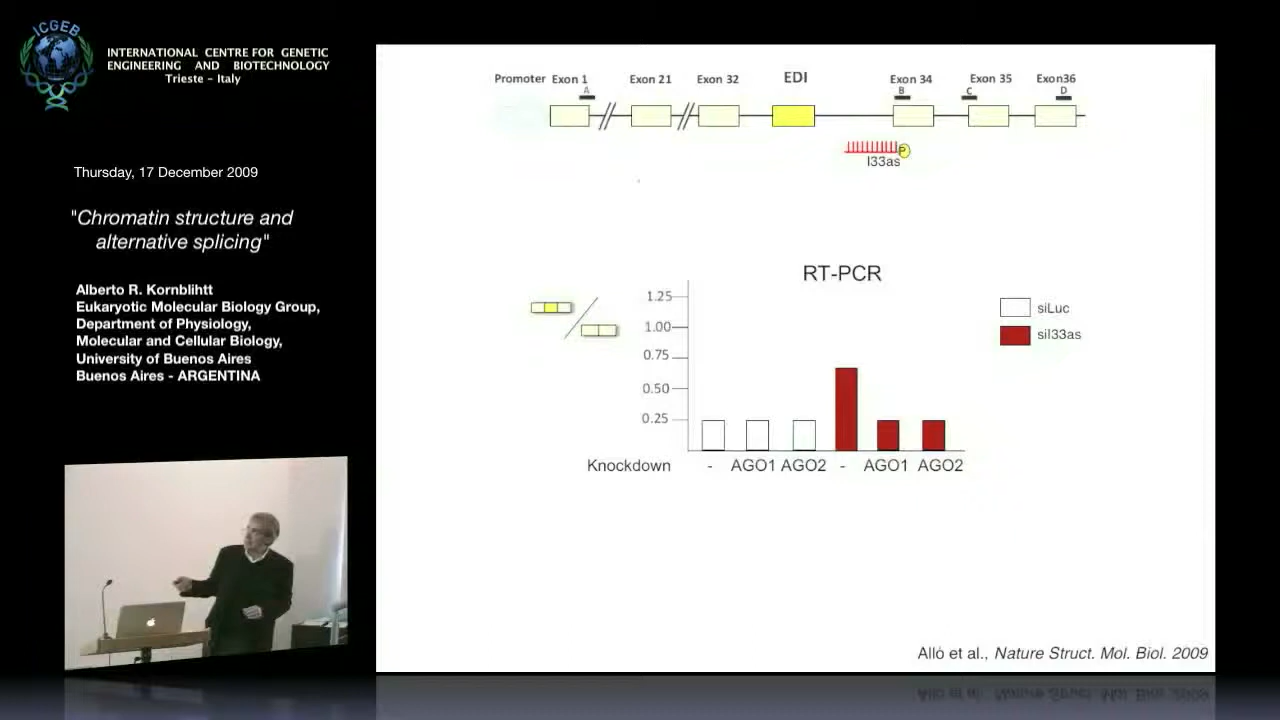 ICGEB
INTERNATIONAL CENTRE FOR GENETIC
ENGINEERING AND BIOTECHNOLOGY
Trieste - Italy
Thursday, 17 December 2009
"Chromatin structure and
alternative splicing"
Alberto R. Kornblihtt
Eukaryotic Molecular Biology Group,
Department of Physiology,
Molecular and Cellular Biology,
University of Buenos Aires
Buenos Aires - ARGENTINA
Promoter Exon 1 Exon 21 Exon 32 EDI Exon 34 Exon 35 Exon36
A B C D
P
I33as
RT-PCR
1.25
1.00
0.75
0.50
0.25
siLuc
siI33as
Knockdown - AGO1 AGO2 - AGO1 AGO2
Alló et al., Nature Struct. Mol. Biol. 2009